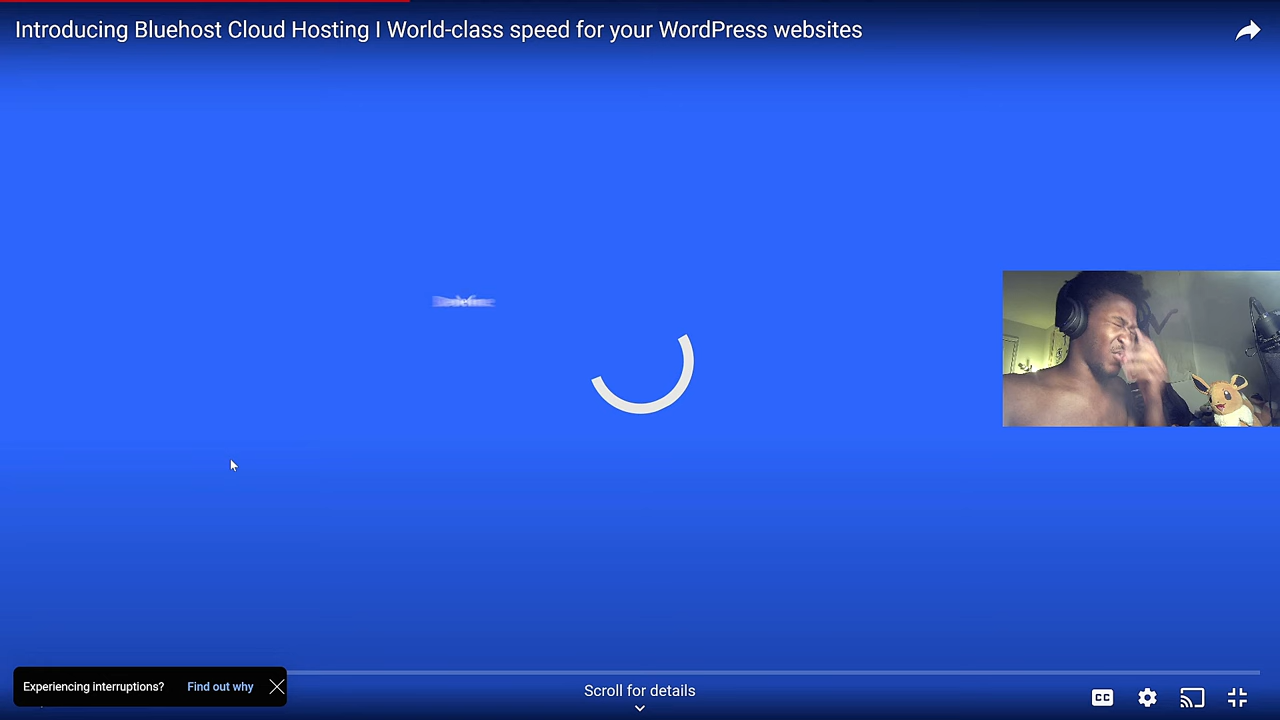 Introducing Bluehost Cloud Hosting I World-class speed for your WordPress websites
Experiencing interruptions? Find out why
Scroll for details
CC